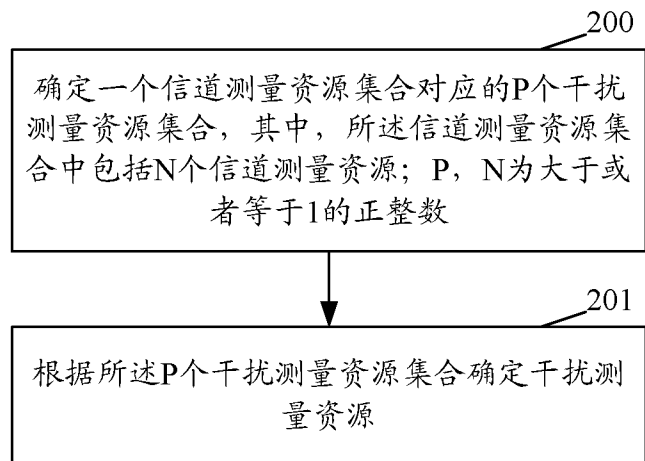 200
确定一个信道测量资源集合对应的P个干扰
测量资源集合，其中，所述信道测量资源集
合中包括N个信道测量资源；P，N为大于或
者等于1的正整数
201
根据所述P个干扰测量资源集合确定干扰测
量资源